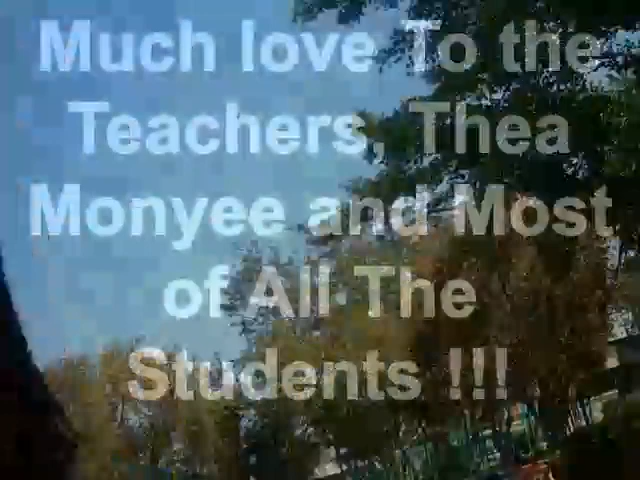 Much love To the
Teachers, Thea
Monyee and Most
of All The
Students !!!